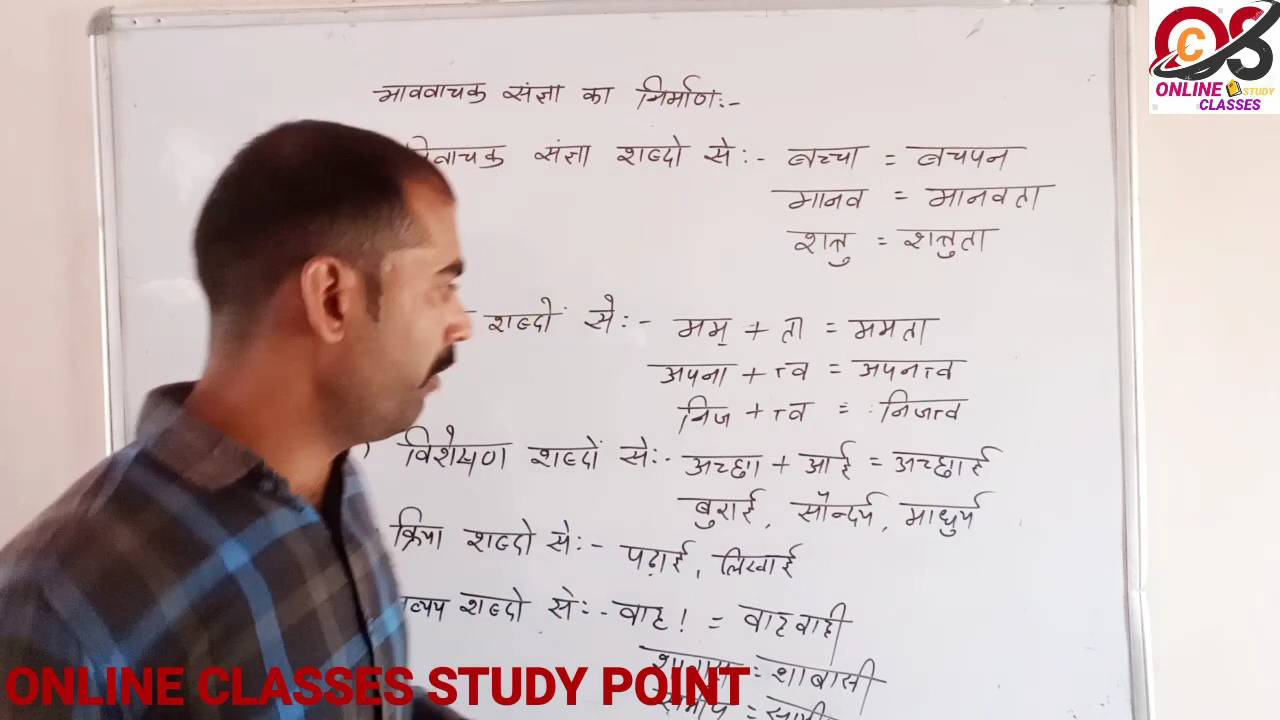 भाववाचक संज्ञा का निर्माण:-
संज्ञा शब्दो से:- बच्चा = बचपन
मानव = मानवता
शत्रु = शत्रुता
शब्दों से:- मम् + ता = ममता
अपना + त्व = अपनत्व
निज + त्व = निजत्व
विशेषण शब्दों से:- अच्छा + आई = अच्छाई
बुराई, सौन्दर्य, माधुर्य
क्रिया शब्दो से:- पढ़ाई, लिखाई
शब्दो से:- वाह! = वाहवाही
= शाबासी
OCS
ONLINE STUDY
CLASSES
ONLINE CLASSES STUDY POINT